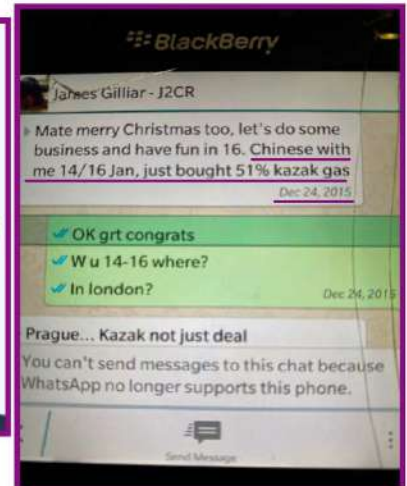 BlackBerry
James Gilliar - J2CR
Mate merry Christmas too, let's do some
business and have fun in 16. Chinese with
me 14/16 Jan, just bought 51% kazak gas
Dec 24, 2015
OK grt congrats
W u 14-16 where?
In london?
Dec 24, 2015
Prague... Kazak not just deal
You can't send messages to this chat because
WhatsApp no longer supports this phone.
Send Message